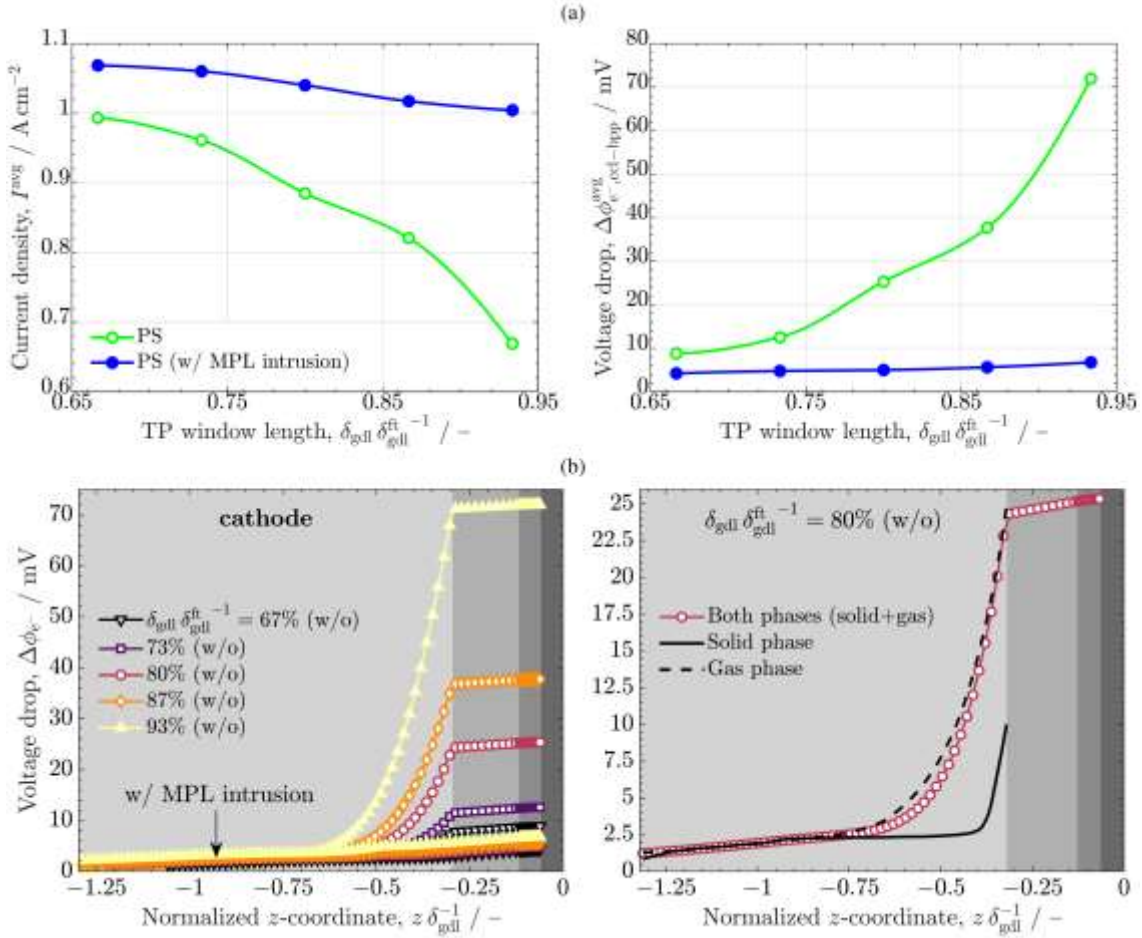 (a)
1.1
1
0.9
0.8
0.7
0.6
0.65
0.75
0.85
0.95
Current density, I^avg / A cm⁻²
TP window length, δ_gdl δ_gdl^ft ⁻¹ / –
PS
PS (w/ MPL intrusion)
80
70
60
50
40
30
20
10
0
0.65
0.75
0.85
0.95
Voltage drop, Δϕ^avg_e⁻,ccl−bpp / mV
TP window length, δ_gdl δ_gdl^ft ⁻¹ / –
(b)
70
60
50
40
30
20
10
0
−1.25
−1
−0.75
−0.5
−0.25
0
Voltage drop, Δϕ_e⁻ / mV
Normalized z-coordinate, z δ_gdl⁻¹ / –
cathode
δ_gdl δ_gdl^ft ⁻¹ = 67% (w/o)
73% (w/o)
80% (w/o)
87% (w/o)
93% (w/o)
w/ MPL intrusion
25
22.5
20
17.5
15
12.5
10
7.5
5
2.5
0
−1.25
−1
−0.75
−0.5
−0.25
0
Normalized z-coordinate, z δ_gdl⁻¹ / –
δ_gdl δ_gdl^ft ⁻¹ = 80% (w/o)
Both phases (solid+gas)
Solid phase
Gas phase